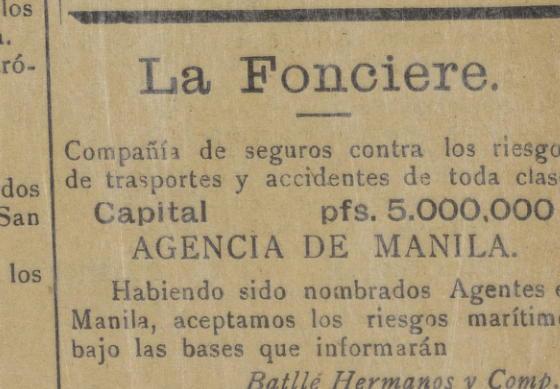 los
ró-
dos
San
los
La Fonciere.
Compañía de seguros contra los riesgo
de trasportes y accidentes de toda clas
Capital pfs. 5.000,000
AGENCIA DE MANILA.
Habiendo sido nombrados Agentes e
Manila, aceptamos los riesgos marítim
bajo las bases que informarán
Batllé Hermanos y Comp.